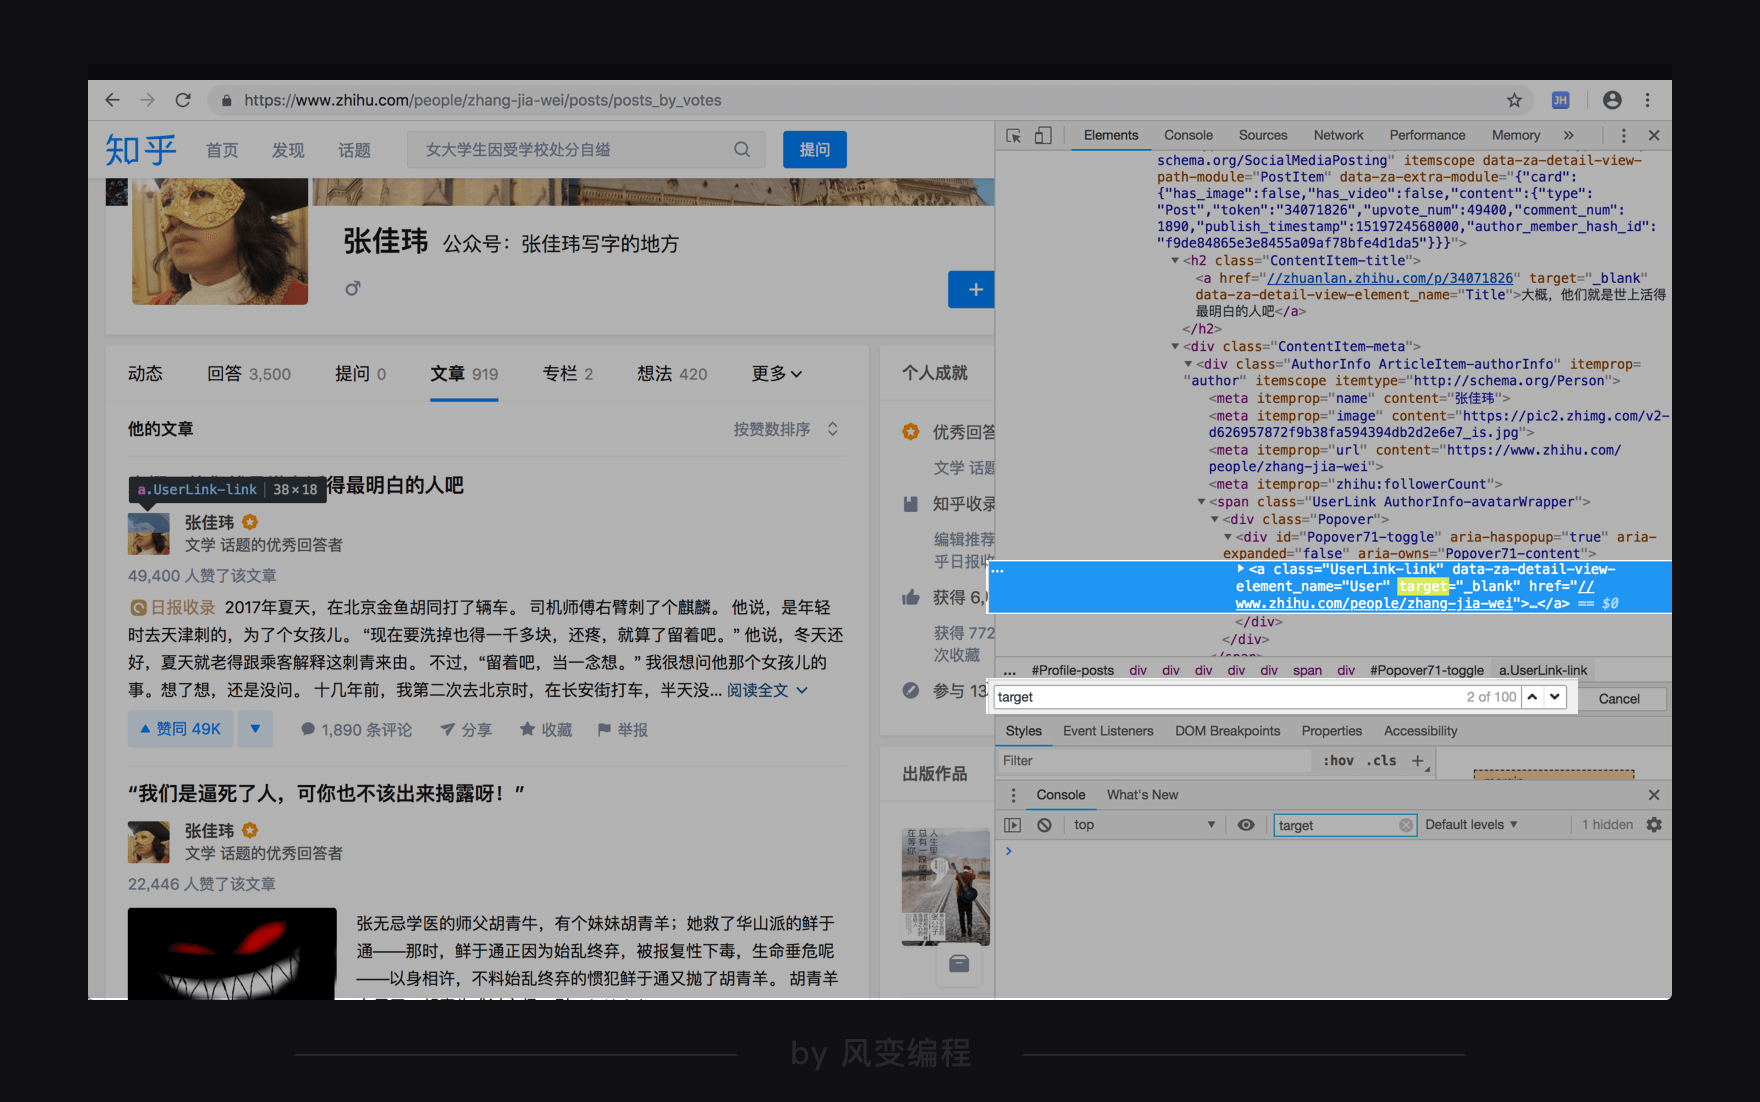 https://www.zhihu.com/people/zhang-jia-wei/posts/posts_by_votes
JH
知乎 首页 发现 话题 女大学生因受学校处分自缢 提问
张佳玮 公众号：张佳玮写字的地方
动态 回答 3,500 提问 0 文章 919 专栏 2 想法 420 更多
他的文章 按赞数排序
a.UserLink-link 38×18 得最明白的人吧
张佳玮
文学 话题的优秀回答者
49,400 人赞了该文章
日报收录 2017年夏天，在北京金鱼胡同打了辆车。 司机师傅右臂刺了个麒麟。 他说，是年轻
时去天津刺的，为了个女孩儿。 “现在要洗掉也得一千多块，还疼，就算了留着吧。” 他说，冬天还
好，夏天就老得跟乘客解释这刺青来由。 不过，“留着吧，当一念想。” 我很想问他那个女孩儿的
事。想了想，还是没问。 十几年前，我第二次去北京时，在长安街打车，半天没... 阅读全文
赞同 49K 1,890 条评论 分享 收藏 举报
“我们是逼死了人，可你也不该出来揭露呀！”
张佳玮
文学 话题的优秀回答者
22,446 人赞了该文章
张无忌学医的师父胡青牛，有个妹妹胡青羊；她救了华山派的鲜于
通——那时，鲜于通正因为始乱终弃，被报复性下毒，生命垂危呢
——以身相许，不料始乱终弃的惯犯鲜于通又抛了胡青羊。 胡青羊
个人成就
优秀回答
文学 话题
知乎收录
编辑推荐
乎日报收
获得 6,
获得 772
次收藏
参与 13
出版作品
人生里
总有一段
在等你
Elements Console Sources Network Performance Memory »
schema.org/SocialMediaPosting" itemscope data-za-detail-view-
path-module="PostItem" data-za-extra-module="{"card":
{"has_image":false,"has_video":false,"content":{"type":
"Post","token":"34071826","upvote_num":49400,"comment_num":
1890,"publish_timestamp":1519724568000,"author_member_hash_id":
"f9de84865e3e8455a09af78bfe4d1da5"}}}">
<h2 class="ContentItem-title">
<a href="//zhuanlan.zhihu.com/p/34071826" target="_blank"
data-za-detail-view-element_name="Title">大概，他们就是世上活得
最明白的人吧</a>
</h2>
<div class="ContentItem-meta">
<div class="AuthorInfo ArticleItem-authorInfo" itemprop=
"author" itemscope itemtype="http://schema.org/Person">
<meta itemprop="name" content="张佳玮">
<meta itemprop="image" content="https://pic2.zhimg.com/v2-
d626957872f9b38fa594394db2d2e6e7_is.jpg">
<meta itemprop="url" content="https://www.zhihu.com/
people/zhang-jia-wei">
<meta itemprop="zhihu:followerCount">
<span class="UserLink AuthorInfo-avatarWrapper">
<div class="Popover">
<div id="Popover71-toggle" aria-haspopup="true" aria-
expanded="false" aria-owns="Popover71-content">
... <a class="UserLink-link" data-za-detail-view-
element_name="User" target="_blank" href="//
www.zhihu.com/people/zhang-jia-wei">…</a> == $0
</div>
</div>
... #Profile-posts div div div div div span div #Popover71-toggle a.UserLink-link
target 2 of 100 Cancel
Styles Event Listeners DOM Breakpoints Properties Accessibility
Filter :hov .cls +
Console What's New
top target Default levels 1 hidden
by 风变编程